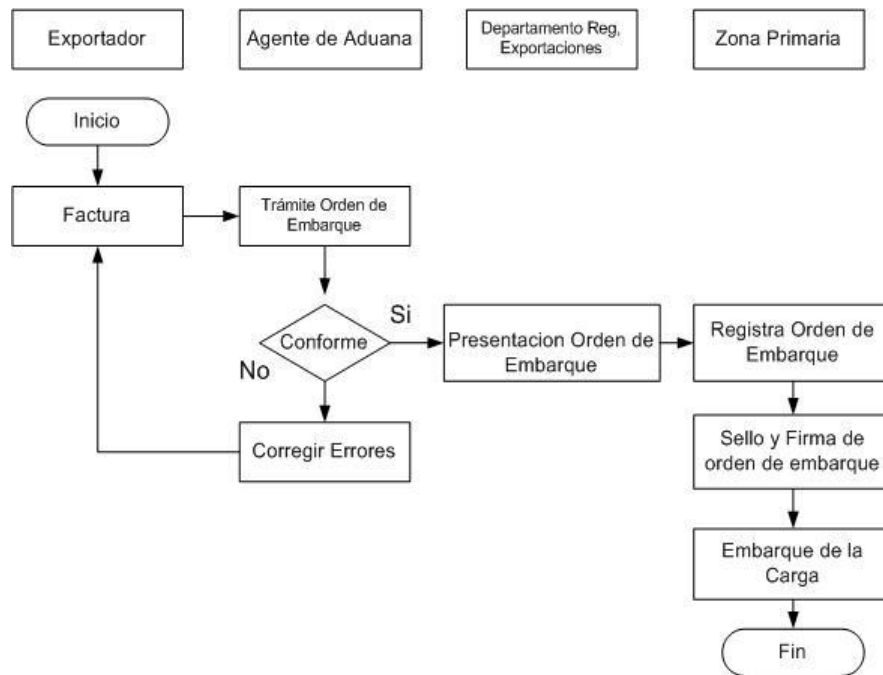 Exportador
Agente de Aduana
Departamento Reg,
Exportaciones
Zona Primaria
Inicio
Factura
Trámite Orden de
Embarque
Conforme
Si
No
Presentacion Orden de
Embarque
Registra Orden de
Embarque
Corregir Errores
Sello y Firma de
orden de embarque
Embarque de la
Carga
Fin